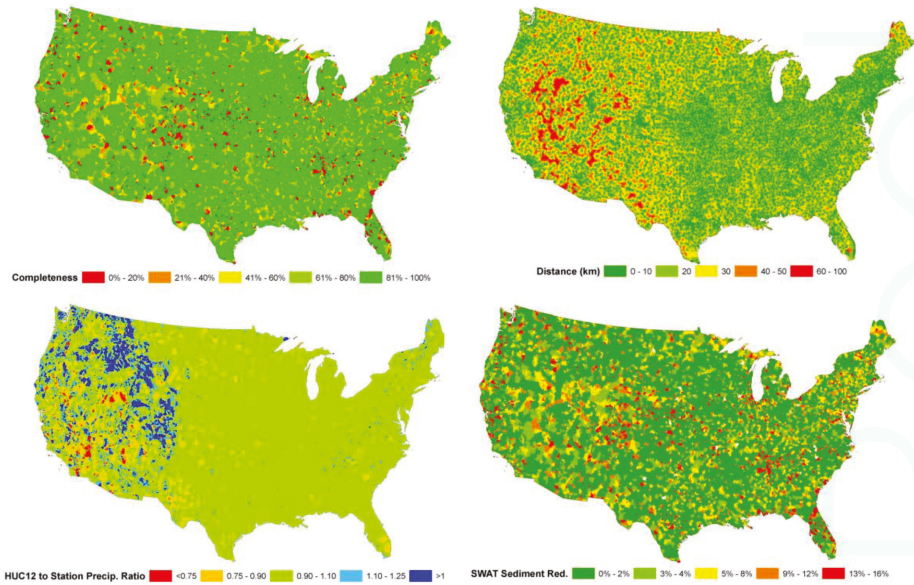 Completeness 0% - 20% 21% - 40% 41% - 60% 61% - 80% 81% - 100%
Distance (km) 0 - 10 20 30 40 - 50 60 - 100
HUC12 to Station Precip. Ratio <0.75 0.75 - 0.90 0.90 - 1.10 1.10 - 1.25 >1
SWAT Sediment Red. 0% - 2% 3% - 4% 5% - 8% 9% - 12% 13% - 16%